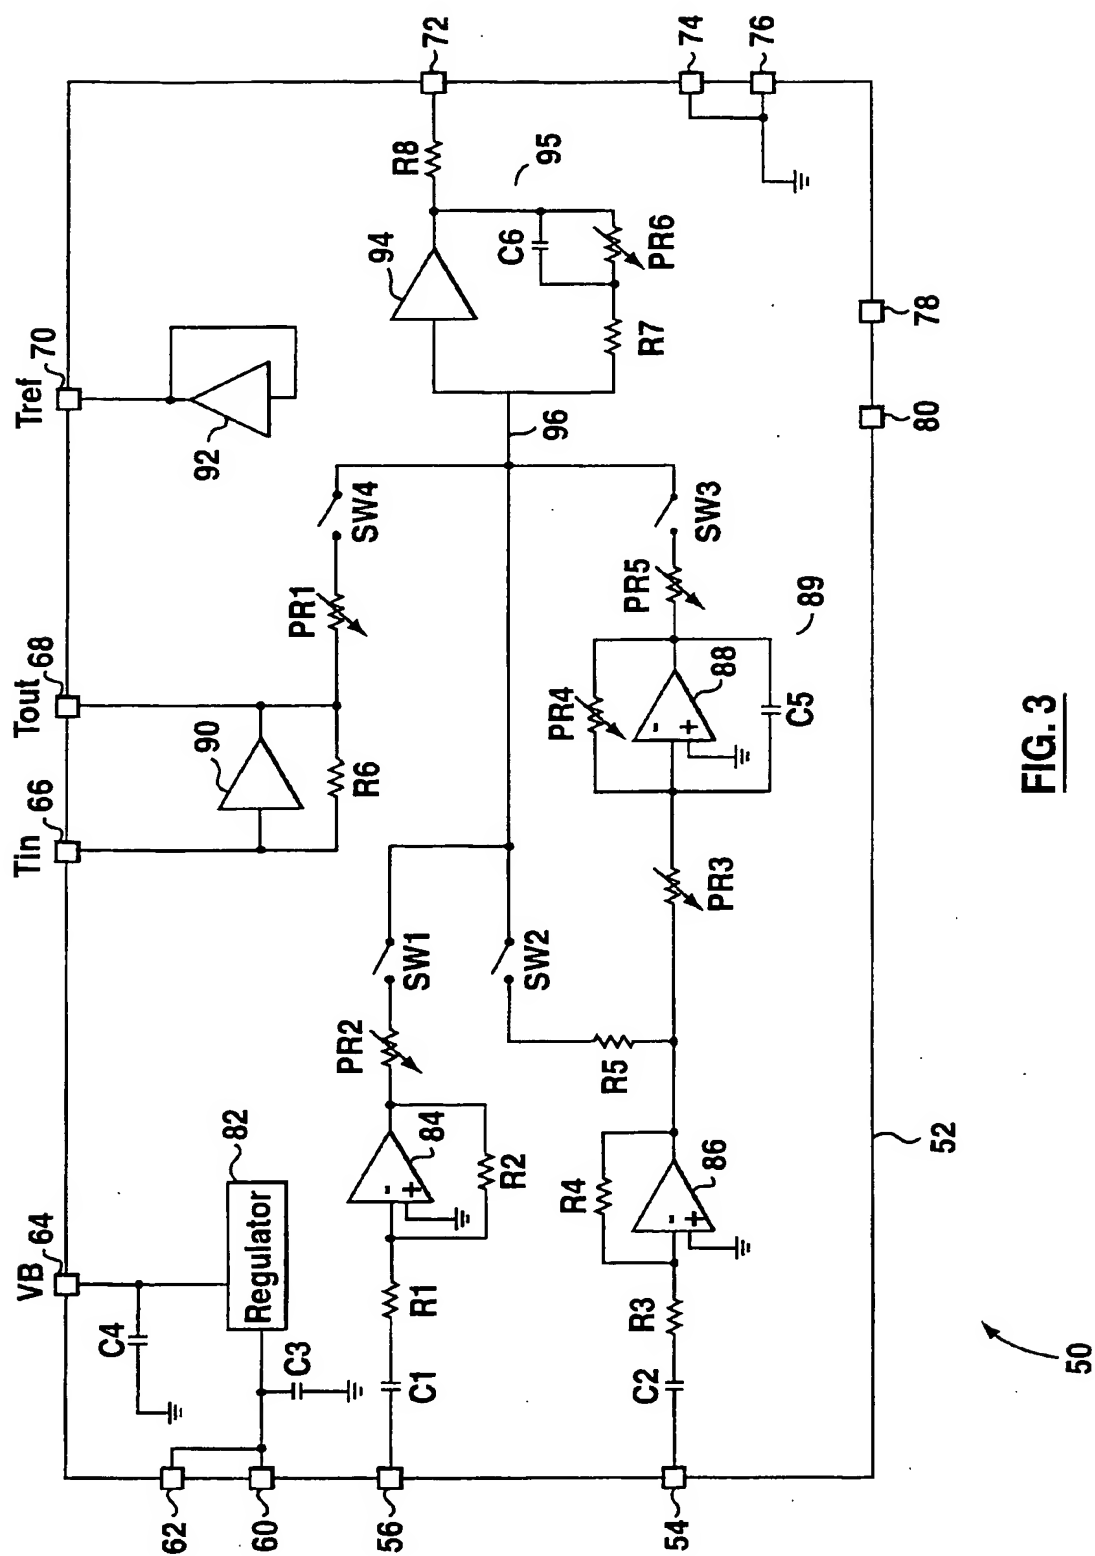 VB 64
Tin 66
Tout 68
Tref 70
62
60
56
54
C4
C3
82
Regulator
90
R6
PR1
SW4
92
C1
R1
84
R2
PR2
SW1
SW2
96
94
95
C6
PR6
R7
R8
72
74
76
C2
R3
R4
86
R5
PR3
PR4
88
C5
89
PR5
SW3
- +
- +
- +
52
80
78
50
FIG. 3